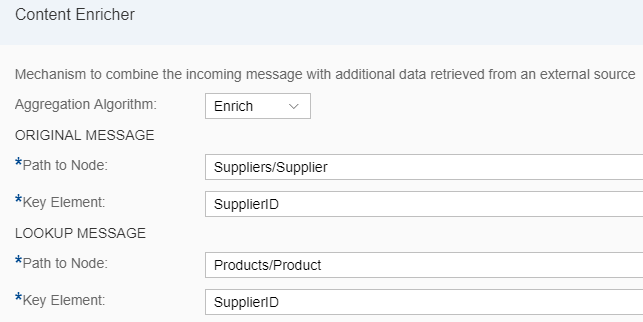 Content Enricher
Mechanism to combine the incoming message with additional data retrieved from an external source
Aggregation Algorithm: Enrich
ORIGINAL MESSAGE
*Path to Node: Suppliers/Supplier
*Key Element: SupplierID
LOOKUP MESSAGE
*Path to Node: Products/Product
*Key Element: SupplierID